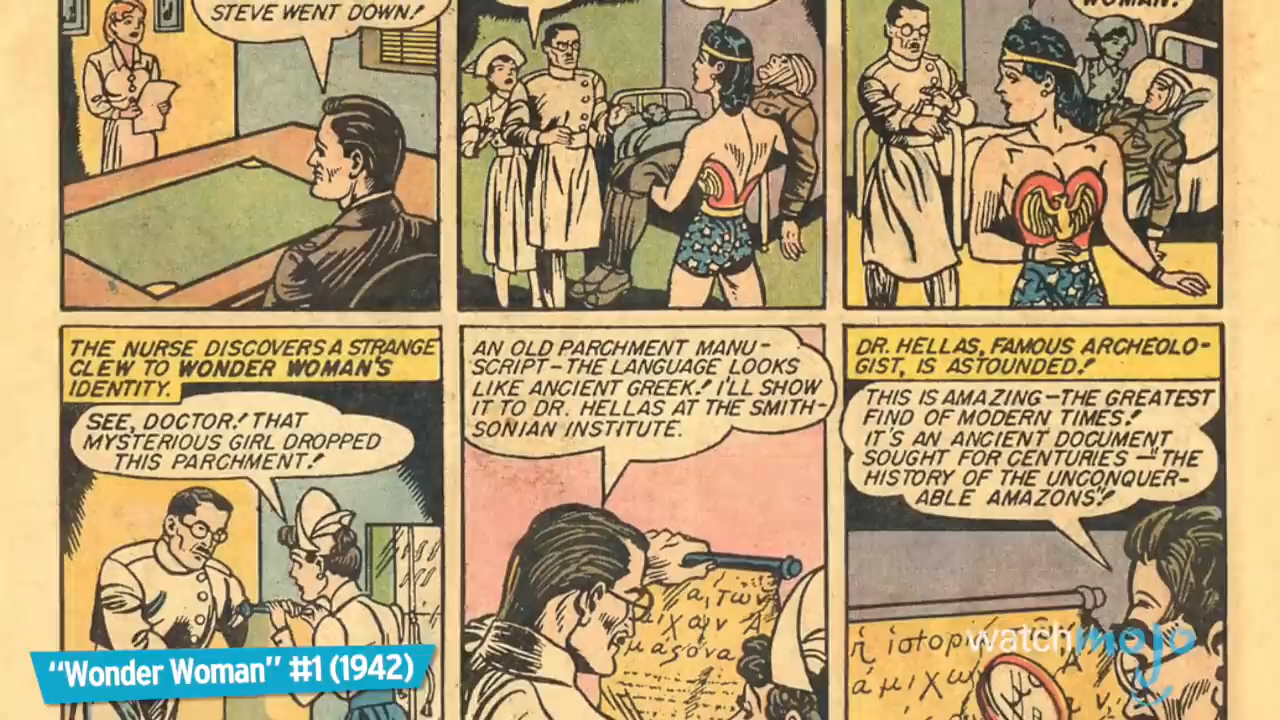 STEVE WENT DOWN!
WOMAN!
THE NURSE DISCOVERS A STRANGE
CLEW TO WONDER WOMAN'S
IDENTITY.
SEE, DOCTOR! THAT
MYSTERIOUS GIRL DROPPED
THIS PARCHMENT!
AN OLD PARCHMENT MANU-
SCRIPT-THE LANGUAGE LOOKS
LIKE ANCIENT GREEK! I'LL SHOW
IT TO DR. HELLAS AT THE SMITH-
SONIAN INSTITUTE.
DR. HELLAS, FAMOUS ARCHEOLO-
GIST, IS ASTOUNDED!
THIS IS AMAZING-THE GREATEST
FIND OF MODERN TIMES!
IT'S AN ANCIENT DOCUMENT
SOUGHT FOR CENTURIES-"THE
HISTORY OF THE UNCONQUER-
ABLE AMAZONS"!
watchmojo
"Wonder Woman" #1 (1942)